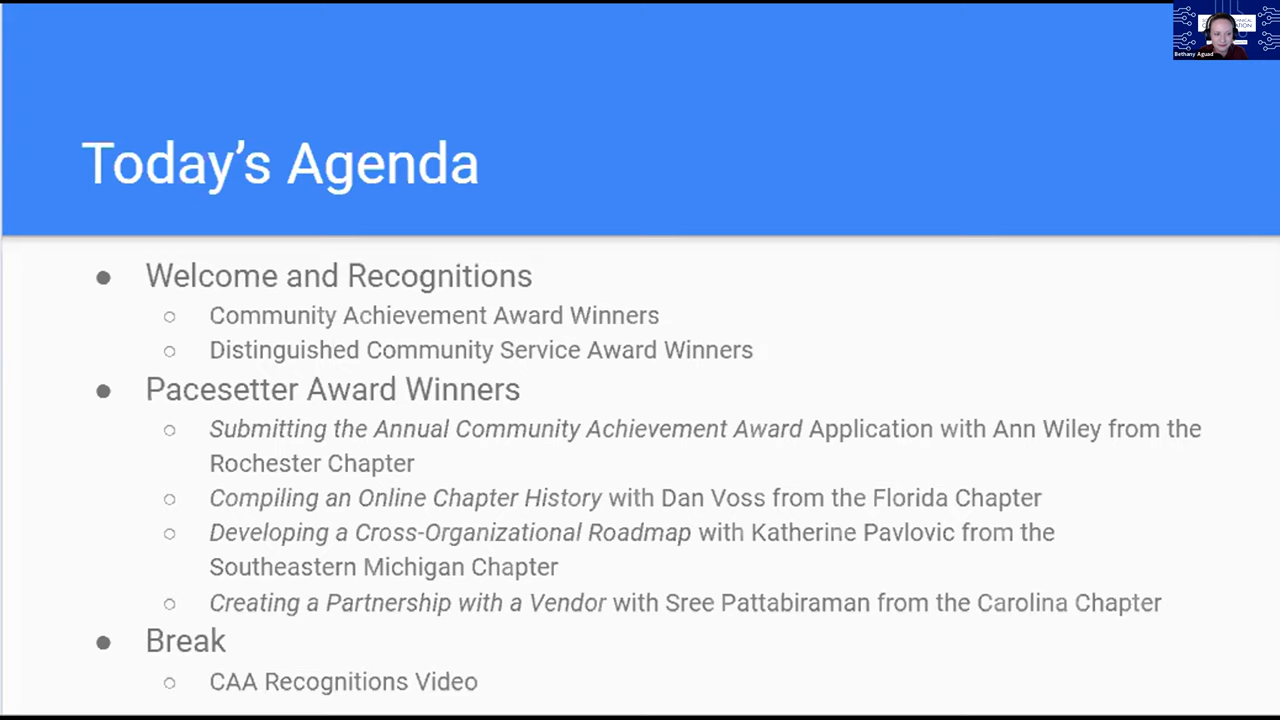 Bethany Aguad
Today's Agenda
● Welcome and Recognitions
○ Community Achievement Award Winners
○ Distinguished Community Service Award Winners
● Pacesetter Award Winners
○ Submitting the Annual Community Achievement Award Application with Ann Wiley from the
Rochester Chapter
○ Compiling an Online Chapter History with Dan Voss from the Florida Chapter
○ Developing a Cross-Organizational Roadmap with Katherine Pavlovic from the
Southeastern Michigan Chapter
○ Creating a Partnership with a Vendor with Sree Pattabiraman from the Carolina Chapter
● Break
○ CAA Recognitions Video